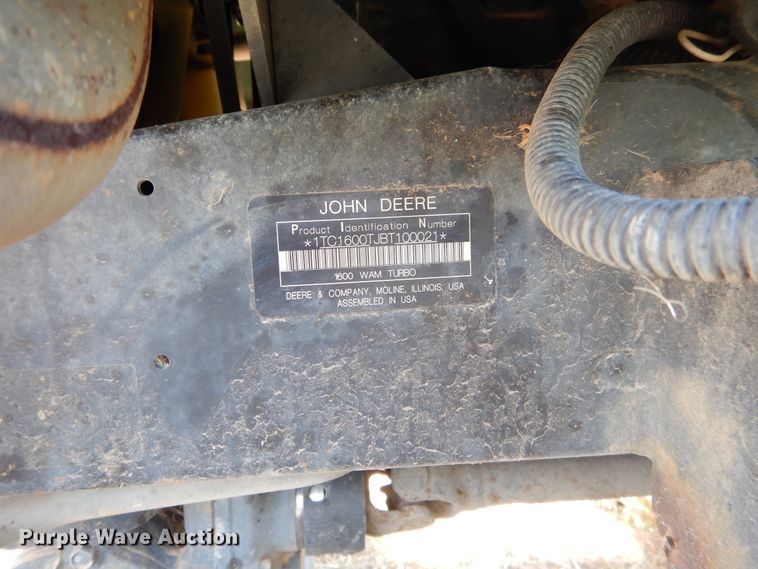 JOHN DEERE
Product Identification Number
*1TC1600TJBT100021*
1600 WAM TURBO
DEERE & COMPANY, MOLINE, ILLINOIS, USA
ASSEMBLED IN USA
Purple Wave Auction